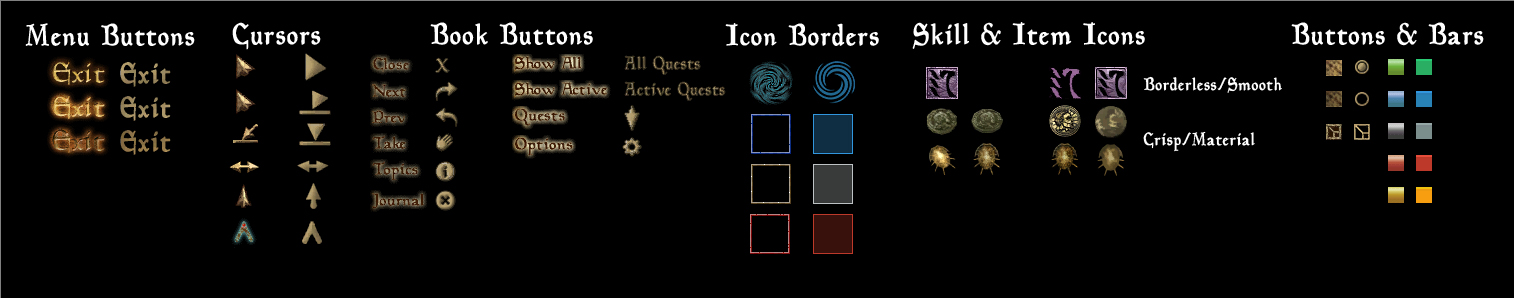 Menu Buttons
Cursors
Book Buttons
Icon Borders
Skill & Item Icons
Buttons & Bars
Exit Exit
Exit Exit
Exit Exit
Close X
Next
Prev
Take
Topics i
Journal
Show All All Quests
Show Active Active Quests
Quests
Options
Borderless/Smooth
Crisp/Material